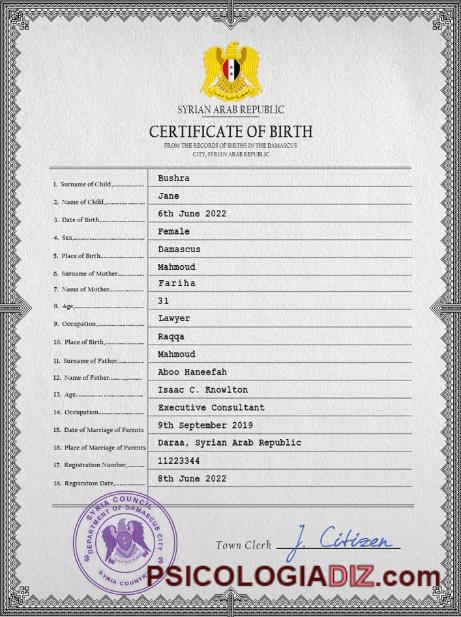 SYRIAN ARAB REPUBLIC
CERTIFICATE OF BIRTH
FROM THE RECORDS OF BIRTHS IN THE DAMASCUS
CITY, SYRIAN ARAB REPUBLIC
1. Surname of Child,............ Bushra
2. Name of Child,............... Jane
3. Date of Birth,............... 6th June 2022
4. Sex,......................... Female
5. Place of Birth,.............. Damascus
6. Surname of Mother,........... Mahmoud
7. Name of Mother,.............. Fariha
8. Age,......................... 31
9. Occupation,.................. Lawyer
10. Place of Birth,............. Raqqa
11. Surname of Father,.......... Mahmoud
12. Name of Father,............. Aboo Haneefah
13. Age,........................ Isaac C. Knowlton
14. Occupation,................. Executive Consultant
15. Date of Marriage of Parents 9th September 2019
16. Place of Marriage of Parents Daraa, Syrian Arab Republic
17. Registration Number,........ 11223344
18. Registration Date,.......... 8th June 2022
SYRIA COUNCIL
DEPARTMENT OF DAMASCUS CITY
3 3
SYRIA COUNTRY
Town Clerk J. Citizen
PSICOLOGIADIZ.com